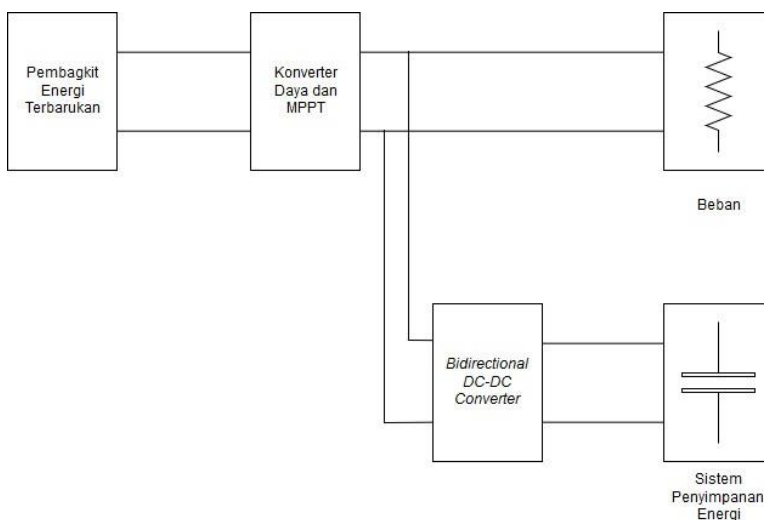 Pembagkit
Energi
Terbarukan
Konverter
Daya dan
MPPT
Beban
Bidirectional
DC-DC
Converter
Sistem
Penyimpanan
Energi